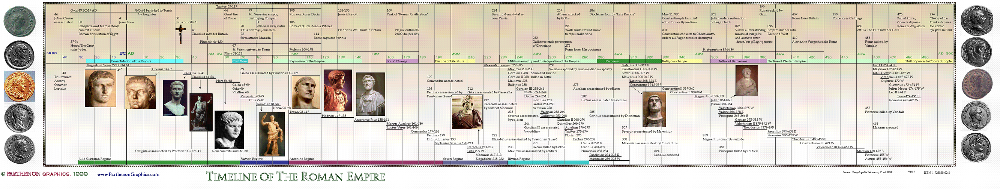 Tacitus 55-117
390
Rome sacked by
Gaul
Ovid 43 BC-17 AD
8-Ovid banished to Tomis
by Augustus
64
Great fire
of Rome
79
Mt. Vesuvius erupts,
destroying Pompeii
105
Rome captures Dacia
132-135
Jewish Revolt
160
Peak of "Roman Civilization"
224
Sasanid dynasty takes
over Persia
267
Athens attacked
by Goths
284
Diocletian founds "Late Empire"
44
Julius Caesar
assassinated
4
Jesus born
30
Jesus crucified
May 11, 330
Constantinople founded
at the former Byzantium
361
Julian orders restoration
of Pagan faith
407
Rome loses Britain
435
Rome loses Carthage
476
Fall of Rome,
Odoacer deposes
Romulus Augustulus
496
Clovis, of the
Franks, deposes
the Roman
Syagrius in Gaul
30
Cleopatra and Marc Antony
commit suicide.
Roman annexation of Egypt
80
Coloseum inaugurated
106
Rome captures Arabia Petraea
70
Titus destroys Jerusalem
72
Silva attacks Masada
43
Claudius invades Britain
Hadrians Wall built in Britain
Plague outbreak,
2,000 die per day
114
Rome captures Parthia
270
Walls built around Rome
to repel barbarians
331
Constantine converts to Christianity,
orders all Pagan temples destroyed
376
Valens allows starving
masses of Visigoths
and Goths to enter
Thrace, but pillaging ensues
395
Empire divides into
East and West
450
Attilla The Hun invades Gaul
37-34
Herod The Great
rules Judea
Plutarch 46-120
67
St. Peter martyred in Rome
253
Gallienus ends persecution
of Christians
272
Rome loses Mesopotamia
410
Alaric, the Visigoth sacks Rome
455
Rome sacked by
Vandals
Ptolemy 100-178
St. Augustine 354-430
Pliny 61-113
50 BC
BC AD
AD 50
100
150
200
250
300
350
400
450
AD 500
40 30 20 10 10 20 30 40 60 70 80 90 110 120 130 140 160 170 180 190 210 220 230 240 260 270 280 290 310 320 330 340 360 370 380 390 410 420 430 440 460 470 480 490
Consolidation of the Empire
Civil Wars
Expansion of the Empire
Social Change
Decline of Literature
Military anarchy and disintegration of the Empire
Recovery
Religious change
Influx of Barbarians
Decline of Western Empire
Shift of power to Constantinople
Augustus Caesar 27 BC-14 AD
Tiberius 14-37
Caligula 37-41
Claudius 41-54
Nero 54-68
43
Triumvirate:
Antony
Octavian
Lepidus
69
Galba assassinated by Praetorian Guard
Galba 68-69
Otho 69
Vitellius 69
Vespasian 69-79
Titus 79-81
Domitian 81-96
Nerva 96-98
Trajan 98-117
Hadrian 117-138
Antoninus Pius 138-161
Marcus Aurelius 161-180
Lucius Verus 161-169
Commodus 177-192
Pertinax 193
Didius Julianus 193
Septimius Severus 193-211
Caracalla 211-217
Geta 209-212
Macrinus 217-218
Elagabalus 218-222
192
Commodus assassinated
193
Pertinax assassinated by
Praetorian Guard
212
Geta assassinated by Caracalla
217
Caracalla assassinated
by order of Macrinus
222
Elagabalus assassinated by Praetorian Guard
Alexander Severus 222-235
Maximin 235-238
Gordian I 238 commited suicide
Gordian II 238 killed in battle
Maximus 238
Balbinus 238
Gordian III 238-244
Phillip 244-249
Decius 249-251
Hostilian 251
Gallus 251-253
Aemilian 253
Valerian 253-260
Gallienus 253-268
Claudius II 268-270
Quintillus 269-270
Aurelian 270-275
Tacitus 275-276
Florian 276
Probus 276-282
Carus 282-283
Carinus 283-285
Numerian 283-284
Diocletian 284-305 E
Maximian 286-308 W
235
Severus assassinated
by soldiers
244
Gordian III assassinated
by soldiers
251
Decius killed by Goths
238
Maximus assassinated by soldiers
260
Valerian captured by Persians, died in captivity
275
Aurelian assassinated by officers
282
Probus assassinated by soldiers
285
Carinus assassinated by Diocletian
307
Severus assassinated by Maxentius
308
Maximian assassinated by Constantine
324
Licinius executed
Galerius 305-311 E
Constantius I 305-306 W
Severus 306-307 W
Maxentius 306-312 W
Licinius 308-324 E
Constantine I 312-337
Constantine II 337-340
Constantius II 337-361
Magnentius 350-353
Julian 361-363
Jovian 363-364
Valentinian I 364-375 W
Valens 364-378 E
Procopius 365-366 E
Gratian 375-383 W
Valentinian II 375-392 W
Theodosius I 379-395
Arcadius 395-408 E
Honorius 395-423 W
Theodosius II 408-450 E
Constantius III 421 W
Valentinian III 425-455 W
Marcian 450-457 E
Petronius 455 W
Avitius 455-456 W
353
Magnentius commits suicide
366
Procopius killed by soldiers
Leo I 457-474 E
Majorian 457-461 W
Libius Severus 461-467 W
Anthemius 467-472 W
Olybrius 472 W
Glycerius 473-474 W
Julius Nepos 474-475 W
Leo II 474 E
Zeno 474-491 E
Romulus 475-476 W
455
Petronius killed by Vandals
461
Majoran executed
Caligula assassinated by Praetorian Guard-41
Nero commits suicide-68
Julio-Claudian Regime
Flavian Regime
Antonine Regime
Severi Regime
Illyrian Regime
© PARTHENON GRAPHICS, 1999
www.ParthenonGraphics.com
TIMELINE OF THE ROMAN EMPIRE
Source: Encyclopedia Britannica, 15 ed. 1994
TRE 3
ISBN 1-928860-02-8